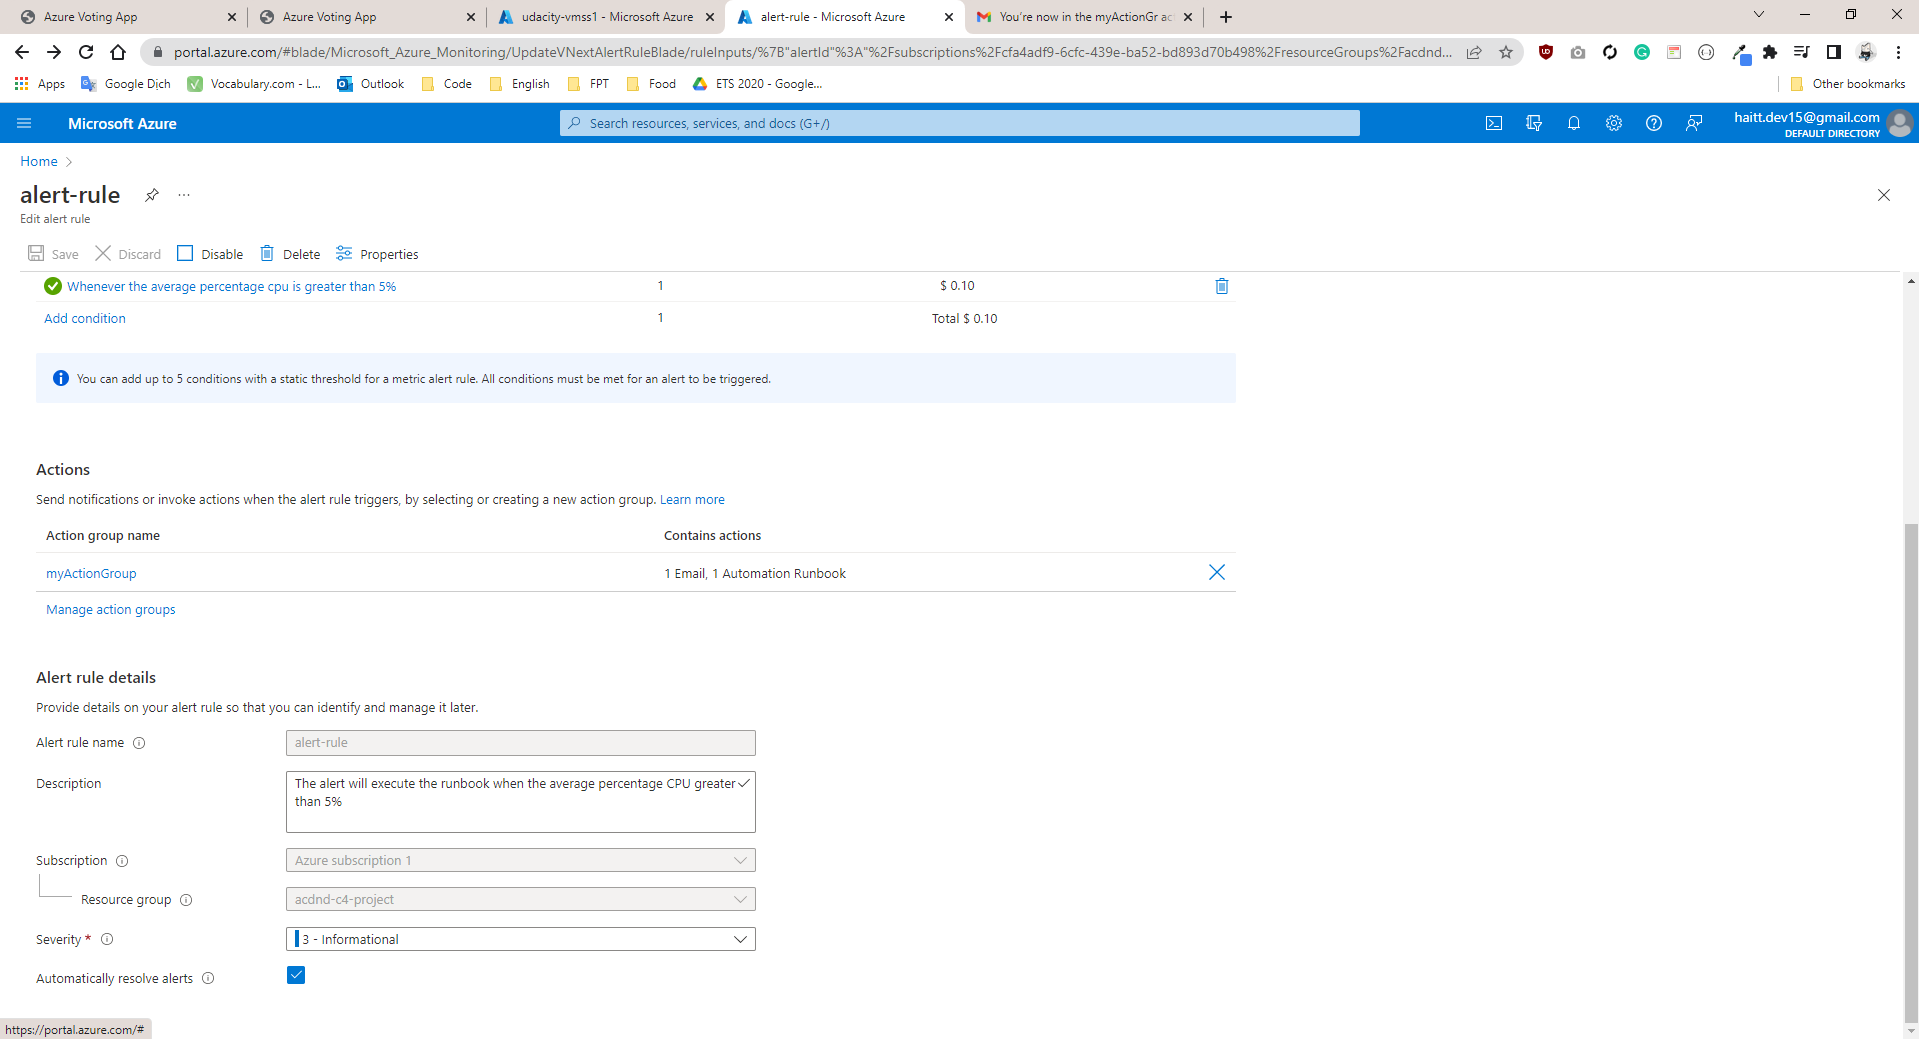 Azure Voting App
Azure Voting App
udacity-vmss1 - Microsoft Azure
alert-rule - Microsoft Azure
You're now in the myActionGr ac
portal.azure.com/#blade/Microsoft_Azure_Monitoring/UpdateVNextAlertRuleBlade/ruleInputs/%7B"alertId"%3A"%2Fsubscriptions%2Fcfa4adf9-6cfc-439e-ba52-bd893d70b498%2FresourceGroups%2Facdnd...
Apps
Google Dịch
Vocabulary.com - L...
Outlook
Code
English
FPT
Food
ETS 2020 - Google...
Other bookmarks
Microsoft Azure
Search resources, services, and docs (G+/)
haitt.dev15@gmail.com
DEFAULT DIRECTORY
Home
alert-rule
...
Edit alert rule
Save
Discard
Disable
Delete
Properties
Whenever the average percentage cpu is greater than 5%
1
$ 0.10
Add condition
1
Total $ 0.10
You can add up to 5 conditions with a static threshold for a metric alert rule. All conditions must be met for an alert to be triggered.
Actions
Send notifications or invoke actions when the alert rule triggers, by selecting or creating a new action group. Learn more
Action group name
Contains actions
myActionGroup
1 Email, 1 Automation Runbook
Manage action groups
Alert rule details
Provide details on your alert rule so that you can identify and manage it later.
Alert rule name
alert-rule
Description
The alert will execute the runbook when the average percentage CPU greater
than 5%
Subscription
Azure subscription 1
Resource group
acdnd-c4-project
Severity *
3 - Informational
Automatically resolve alerts
https://portal.azure.com/#